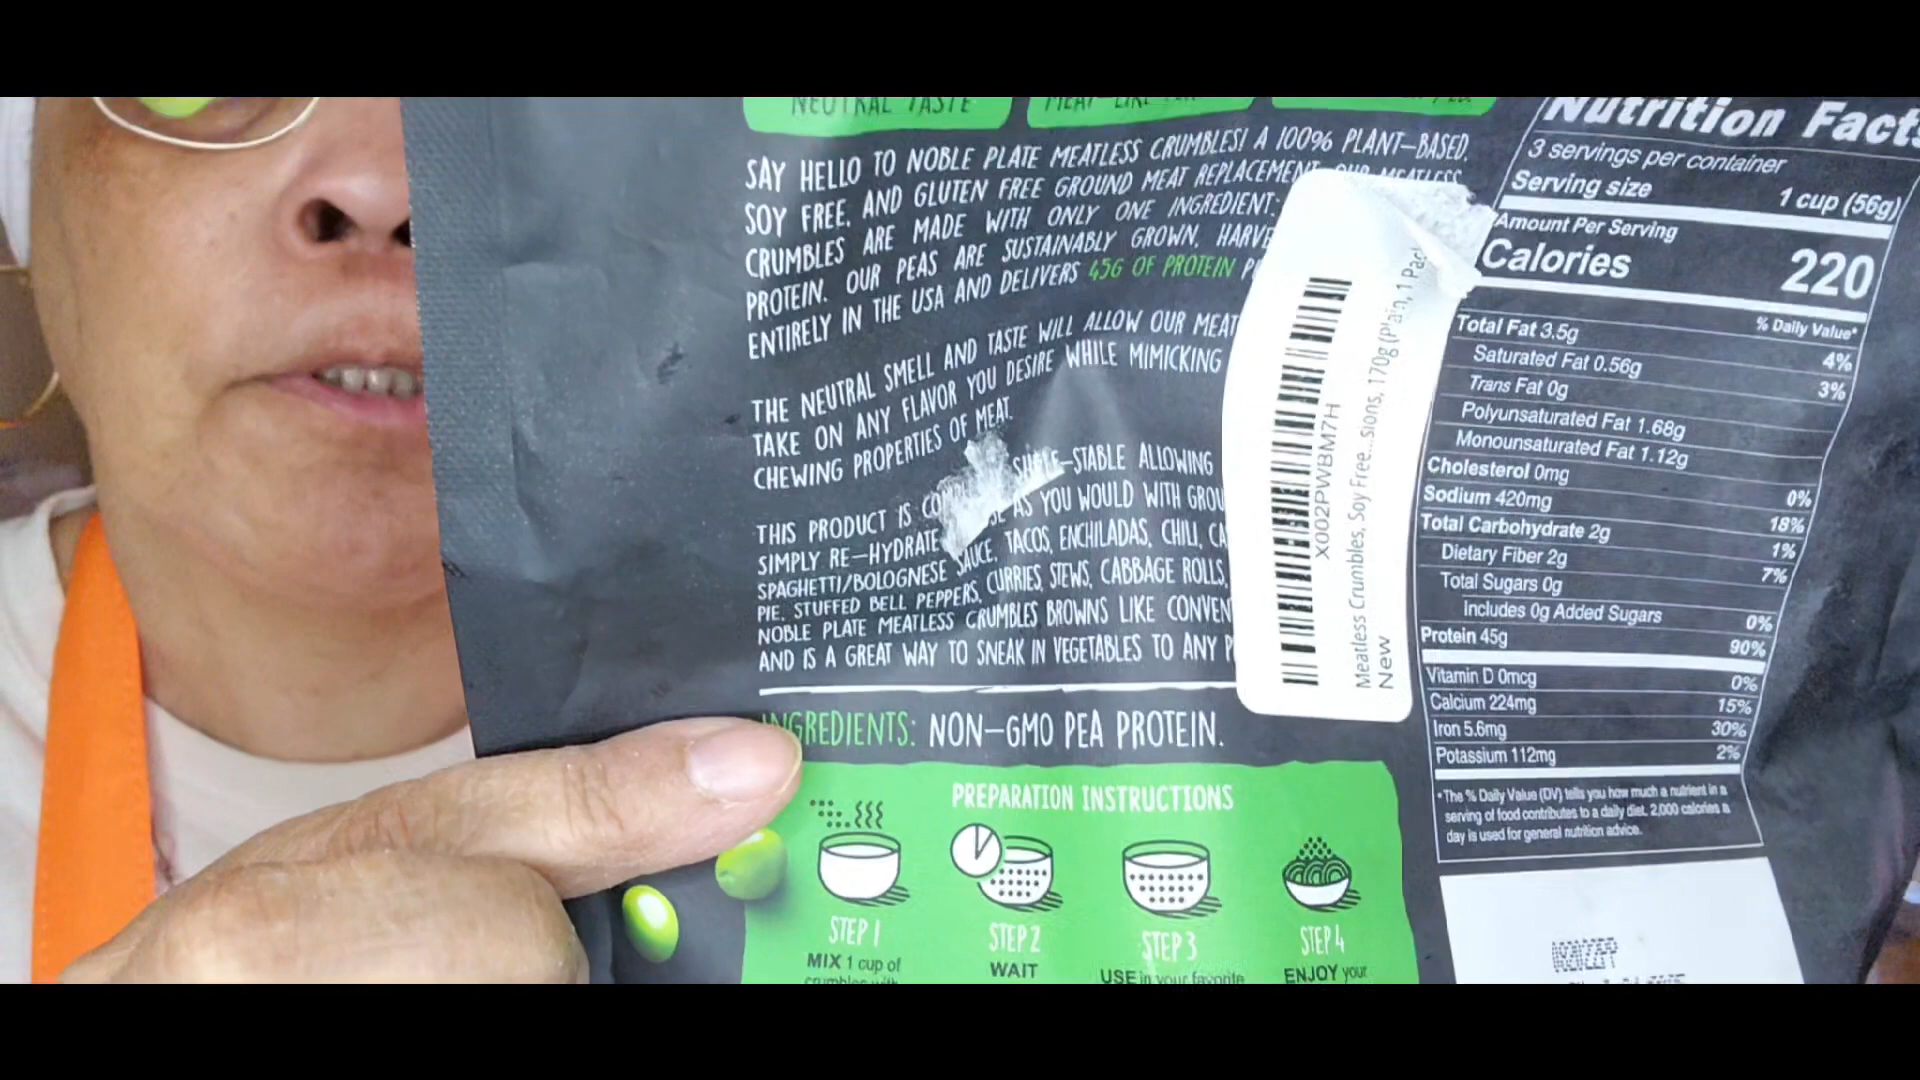 NEUTRAL TASTE
SAY HELLO TO NOBLE PLATE MEATLESS CRUMBLES! A 100% PLANT-BASED,
SOY FREE, AND GLUTEN FREE GROUND MEAT REPLACEMENT. OUR MEATLESS
CRUMBLES ARE MADE WITH ONLY ONE INGREDIENT:
PROTEIN. OUR PEAS ARE SUSTAINABLY GROWN, HARVE
ENTIRELY IN THE USA AND DELIVERS 45G OF PROTEIN P
THE NEUTRAL SMELL AND TASTE WILL ALLOW OUR MEAT
TAKE ON ANY FLAVOR YOU DESIRE WHILE MIMICKING
CHEWING PROPERTIES OF MEAT.
THIS PRODUCT IS COMPL SHELF-STABLE ALLOWING
SIMPLY RE-HYDRATE AS YOU WOULD WITH GROU
SPAGHETTI/BOLOGNESE SAUCE, TACOS, ENCHILADAS, CHILI, CA
PIE, STUFFED BELL PEPPERS, CURRIES, STEWS, CABBAGE ROLLS,
NOBLE PLATE MEATLESS CRUMBLES BROWNS LIKE CONVEN
AND IS A GREAT WAY TO SNEAK IN VEGETABLES TO ANY P
INGREDIENTS: NON-GMO PEA PROTEIN.
PREPARATION INSTRUCTIONS
STEP 1
MIX 1 cup of
crumbles with
STEP 2
WAIT
STEP 3
USE in your favorite
STEP 4
ENJOY your
X002PWBM7H
Meatless Crumbles, Soy Free...sions, 170g (Plain, 1 Pack
New
Nutrition Facts
3 servings per container
Serving size 1 cup (56g)
Amount Per Serving
Calories 220
% Daily Value*
Total Fat 3.5g 4%
Saturated Fat 0.56g 3%
Trans Fat 0g
Polyunsaturated Fat 1.68g
Monounsaturated Fat 1.12g
Cholesterol 0mg 0%
Sodium 420mg 18%
Total Carbohydrate 2g 1%
Dietary Fiber 2g 7%
Total Sugars 0g
Includes 0g Added Sugars 0%
Protein 45g 90%
Vitamin D 0mcg 0%
Calcium 224mg 15%
Iron 5.6mg 30%
Potassium 112mg 2%
*The % Daily Value (DV) tells you how much a nutrient in a
serving of food contributes to a daily diet. 2,000 calories a
day is used for general nutrition advice.